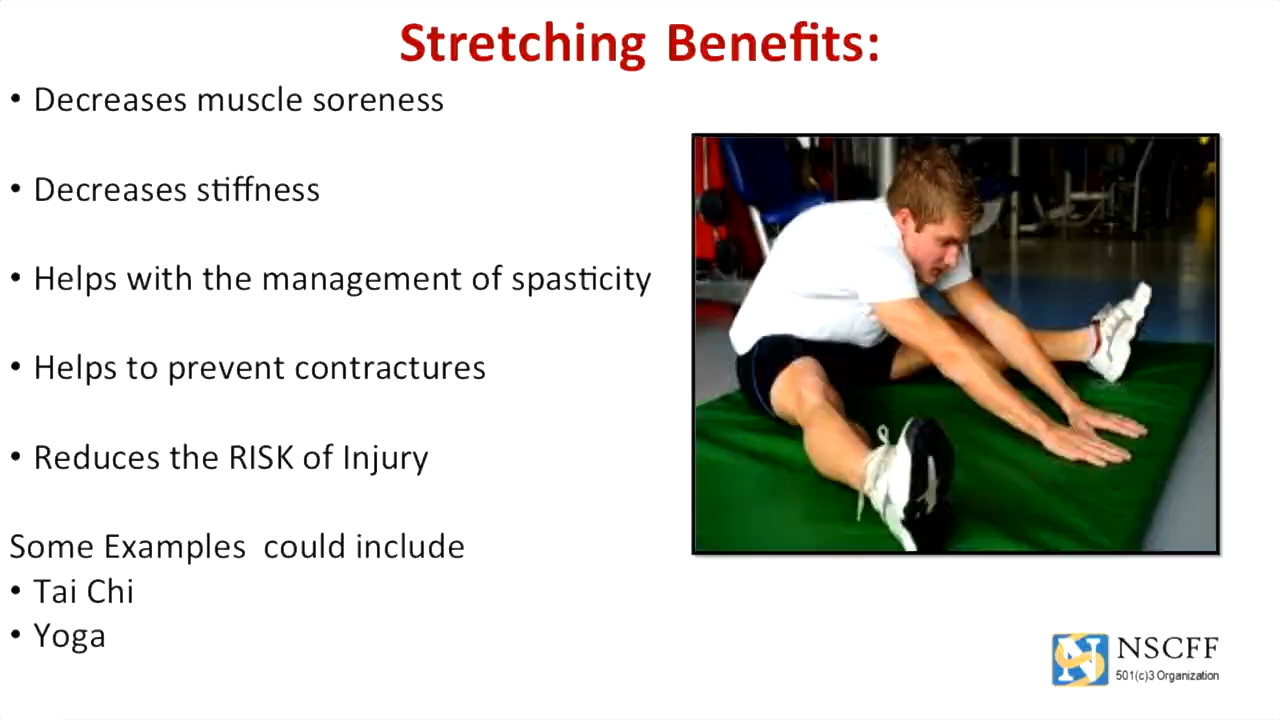 Stretching Benefits:
• Decreases muscle soreness
• Decreases stiffness
• Helps with the management of spasticity
• Helps to prevent contractures
• Reduces the RISK of Injury
Some Examples  could include
• Tai Chi
• Yoga
NSCFF
501(c)3 Organization